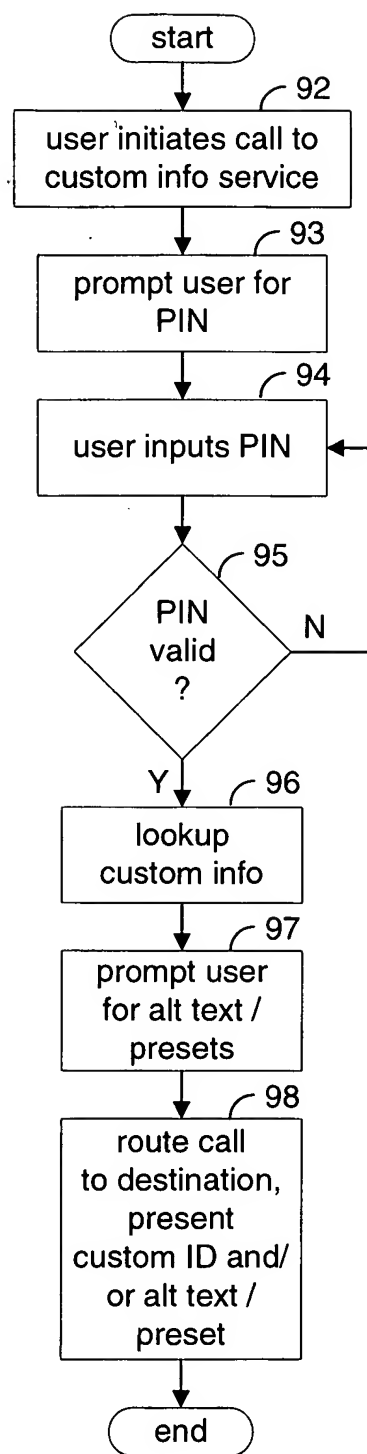 start
92
user initiates call to
custom info service
93
prompt user for
PIN
94
user inputs PIN
95
PIN
valid
?
N
Y
96
lookup
custom info
97
prompt user
for alt text /
presets
98
route call
to destination,
present
custom ID and/
or alt text /
preset
end